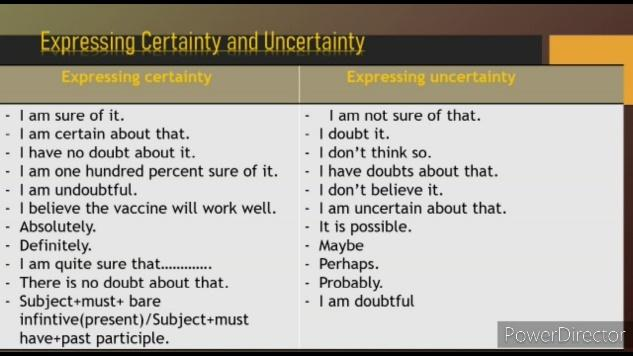 Expressing Certainty and Uncertainty
Expressing certainty
- I am sure of it.
- I am certain about that.
- I have no doubt about it.
- I am one hundred percent sure of it.
- I am undoubtful.
- I believe the vaccine will work well.
- Absolutely.
- Definitely.
- I am quite sure that.............
- There is no doubt about that.
- Subject+must+ bare
infintive(present)/Subject+must
have+past participle.
Expressing uncertainty
- I am not sure of that.
- I doubt it.
- I don't think so.
- I have doubts about that.
- I don't believe it.
- I am uncertain about that.
- It is possible.
- Maybe
- Perhaps.
- Probably.
- I am doubtful
PowerDirector